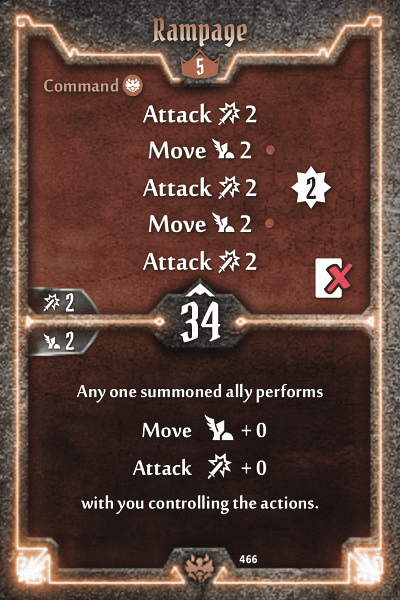 Rampage
5
Command
Attack 2
Move 2
Attack 2
2
Move 2
Attack 2
2
34
2
Any one summoned ally performs
Move + 0
Attack + 0
with you controlling the actions.
466